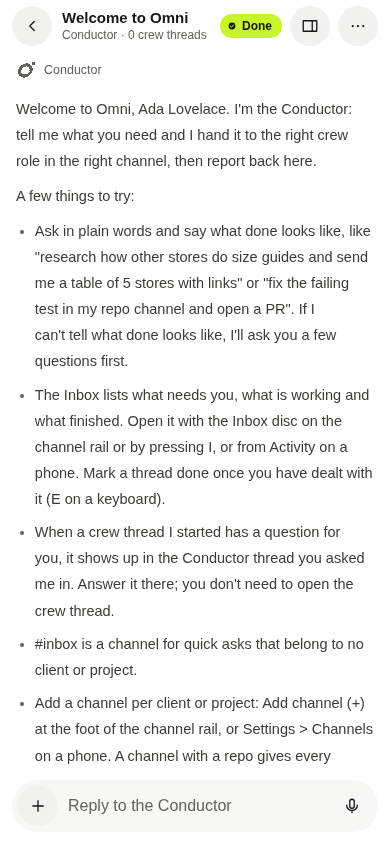 Welcome to Omni
Conductor · 0 crew threads
Done
Conductor
Welcome to Omni, Ada Lovelace. I'm the Conductor:
tell me what you need and I hand it to the right crew
role in the right channel, then report back here.
A few things to try:
• Ask in plain words and say what done looks like, like
"research how other stores do size guides and send
me a table of 5 stores with links" or "fix the failing
test in my repo channel and open a PR". If I
can't tell what done looks like, I'll ask you a few
questions first.
• The Inbox lists what needs you, what is working and
what finished. Open it with the Inbox disc on the
channel rail or by pressing I, or from Activity on a
phone. Mark a thread done once you have dealt with
it (E on a keyboard).
• When a crew thread I started has a question for
you, it shows up in the Conductor thread you asked
me in. Answer it there; you don't need to open the
crew thread.
• #inbox is a channel for quick asks that belong to no
client or project.
• Add a channel per client or project: Add channel (+)
at the foot of the channel rail, or Settings > Channels
on a phone. A channel with a repo gives every
Reply to the Conductor